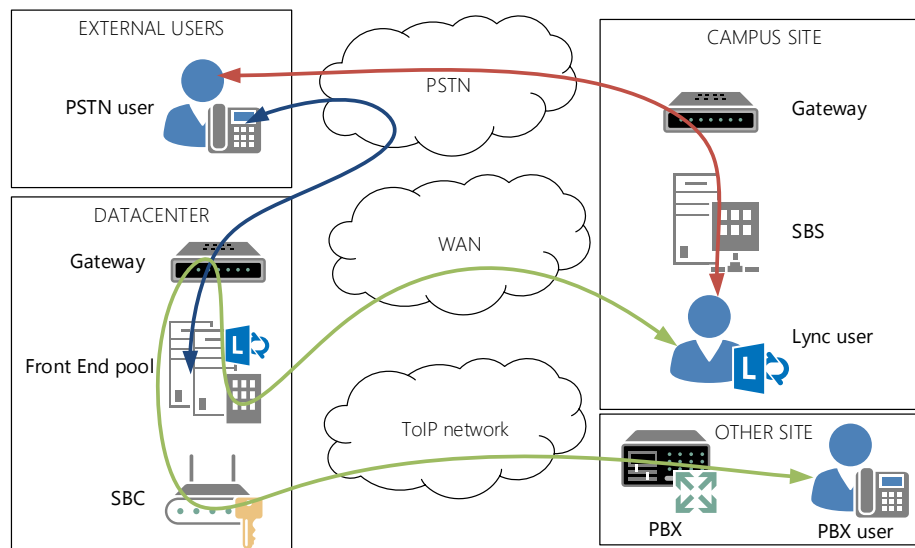 EXTERNAL USERS
PSTN user
PSTN
CAMPUS SITE
Gateway
SBS
Lync user
L
DATACENTER
Gateway
Front End pool
L
SBC
WAN
ToIP network
OTHER SITE
PBX
PBX user